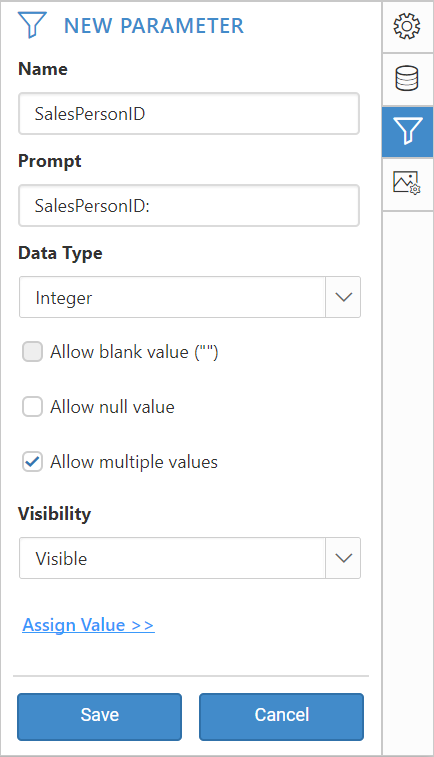 NEW PARAMETER
Name
SalesPersonID
Prompt
SalesPersonID:
Data Type
Integer
Allow blank value ("")
Allow null value
Allow multiple values
Visibility
Visible
Assign Value >>
Save Cancel